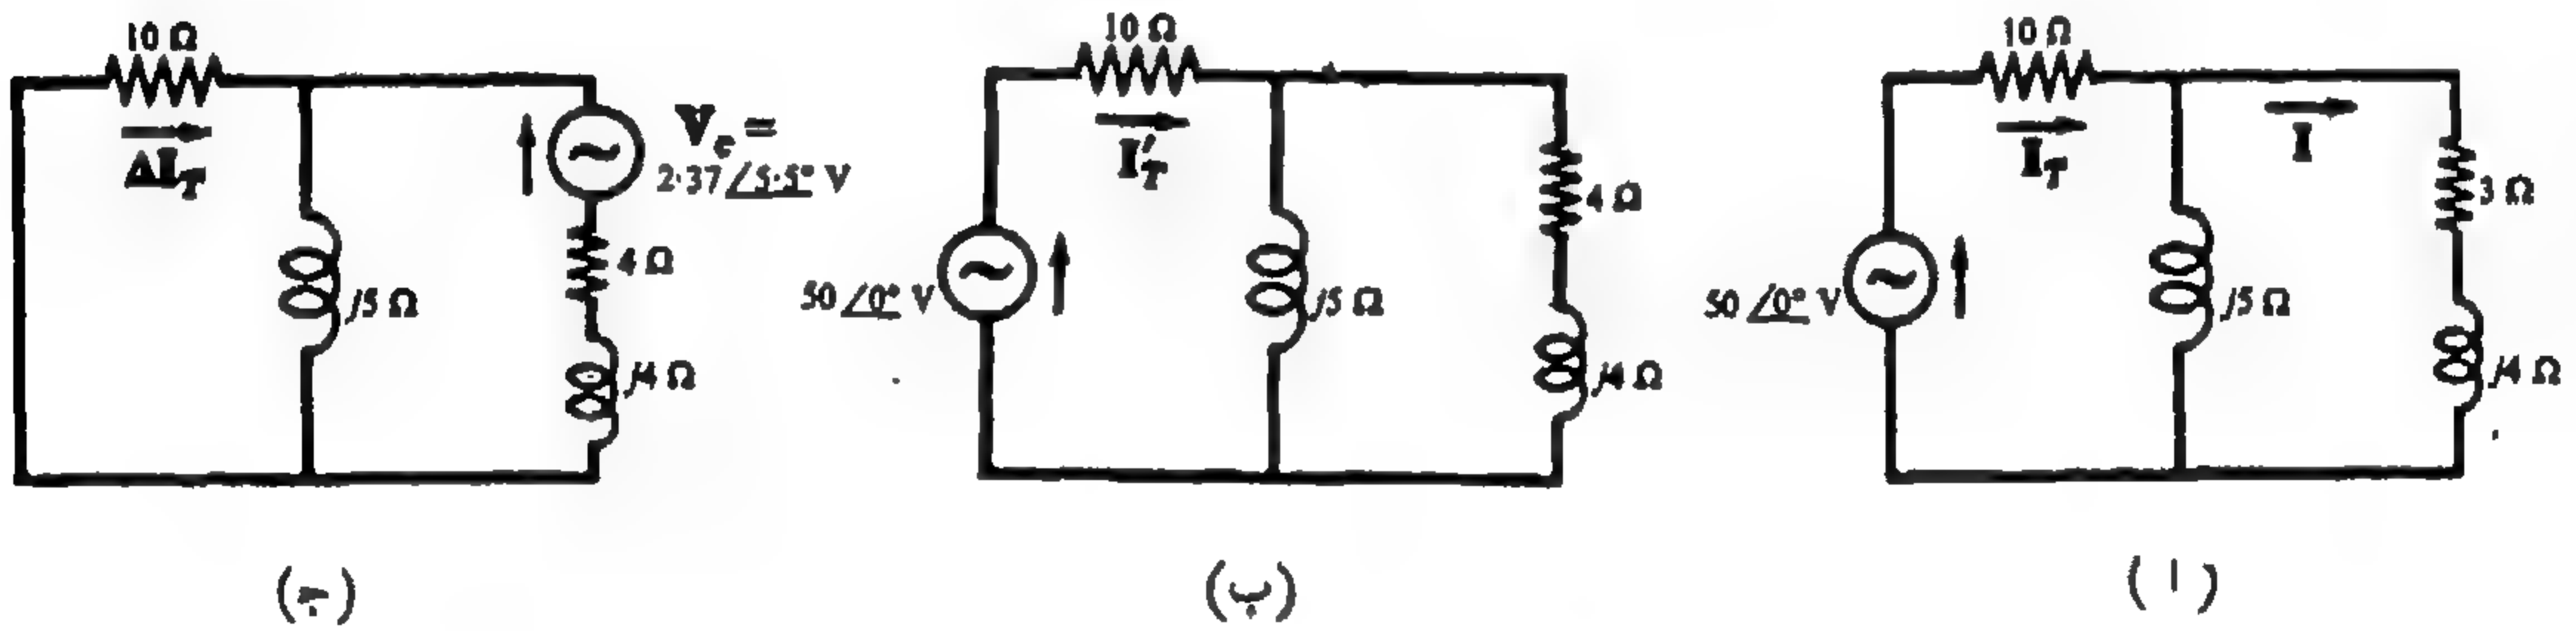 10 Ω
ΔI_T
j5 Ω
V_c =
2·37 ∠5·5° V
4 Ω
j4 Ω
(ج)
10 Ω
I'_T
50 ∠0° V
j5 Ω
4 Ω
j4 Ω
(ب)
10 Ω
I_T
I
50 ∠0° V
j5 Ω
3 Ω
j4 Ω
(ا)